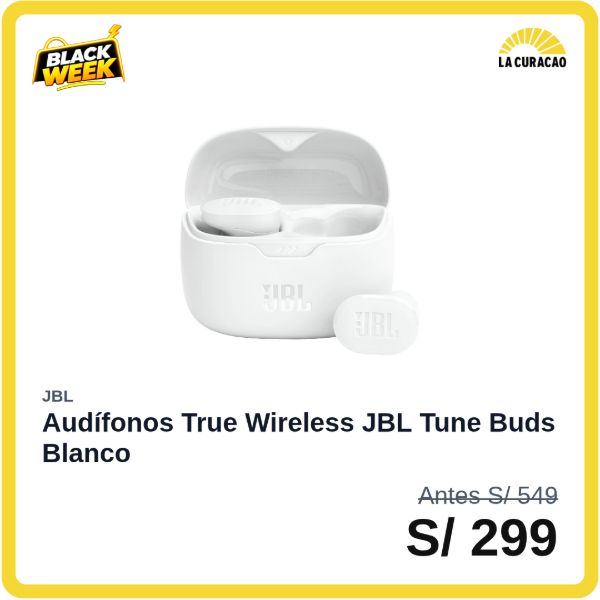 BLACK
WEEK
LA CURACAO
JBL
JBL
JBL
Audífonos True Wireless JBL Tune Buds
Blanco
Antes S/ 549
S/ 299